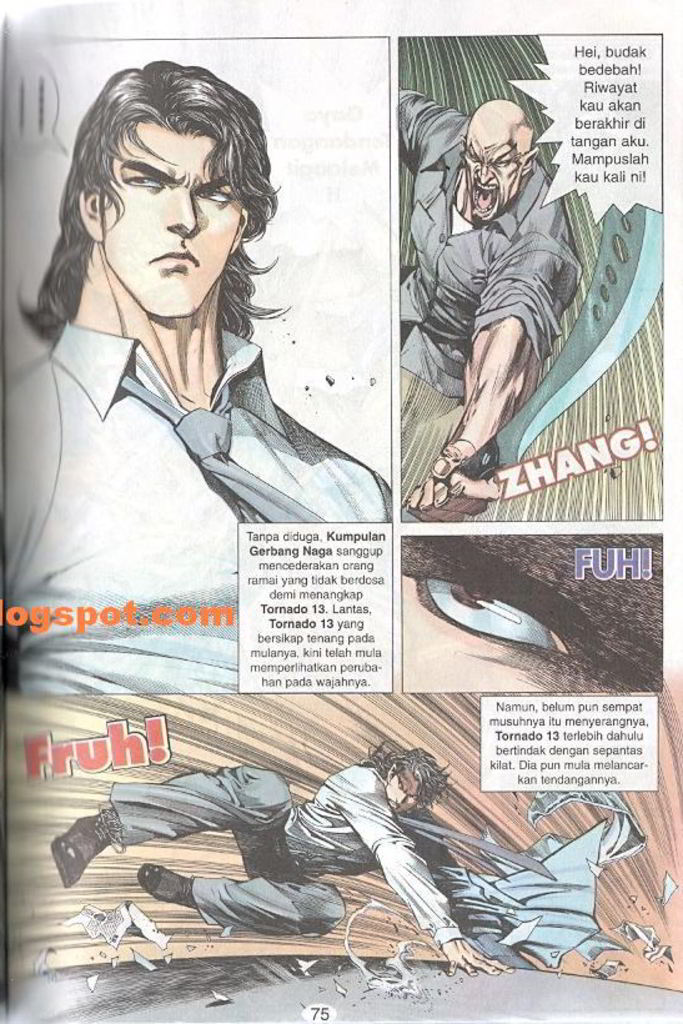 Hei, budak
bedebah!
Riwayat
kau akan
berakhir di
tangan aku.
Mampuslah
kau kali ni!
ZHANG!
Tanpa diduga, Kumpulan
Gerbang Naga sanggup
mencederakan orang
ramai yang tidak berdosa
demi menangkap
Tornado 13. Lantas,
Tornado 13 yang
bersikap tenang pada
mulanya, kini telah mula
memperlihatkan peruba-
han pada wajahnya.
FUH!
logspot.com
Namun, belum pun sempat
musuhnya itu menyerangnya,
Tornado 13 terlebih dahulu
bertindak dengan sepantas
kilat. Dia pun mula melancar-
kan tendangannya.
Fruh!
75